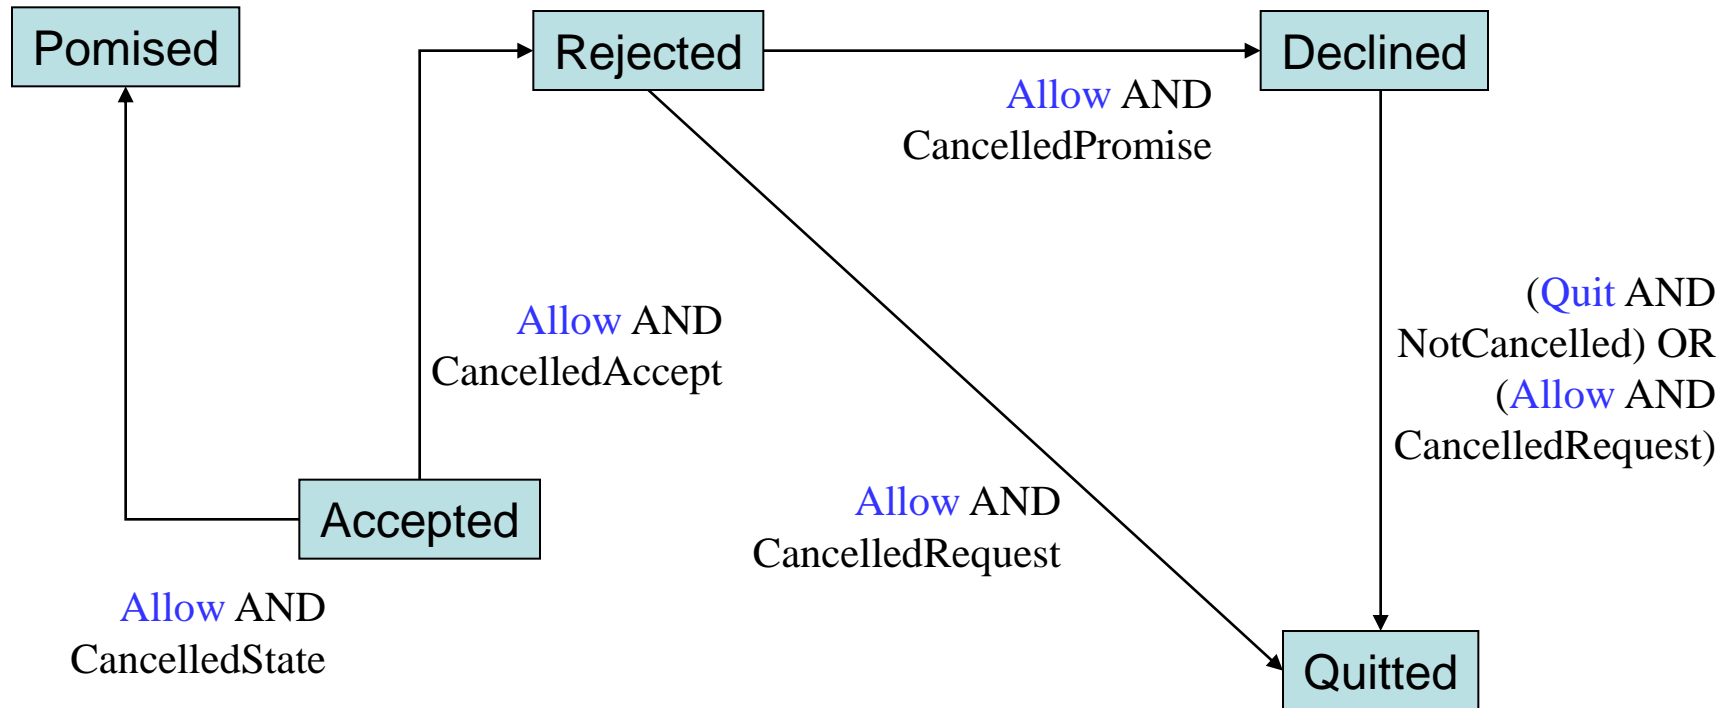 Pomised
Rejected
Declined
Allow AND
CancelledPromise
(Quit AND
NotCancelled) OR
(Allow AND
CancelledRequest)
Allow AND
CancelledAccept
Allow AND
CancelledRequest
Accepted
Allow AND
CancelledState
Quitted